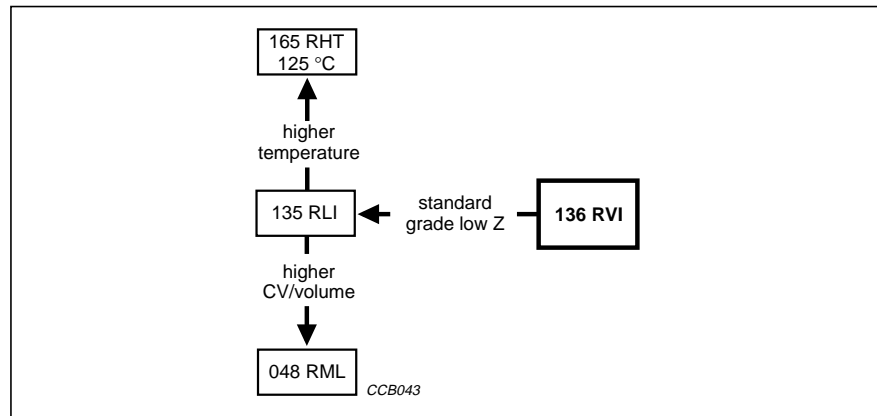 165 RHT
125 °C
higher
temperature
135 RLI
standard
grade low Z
136 RVI
higher
CV/volume
048 RML
CCB043